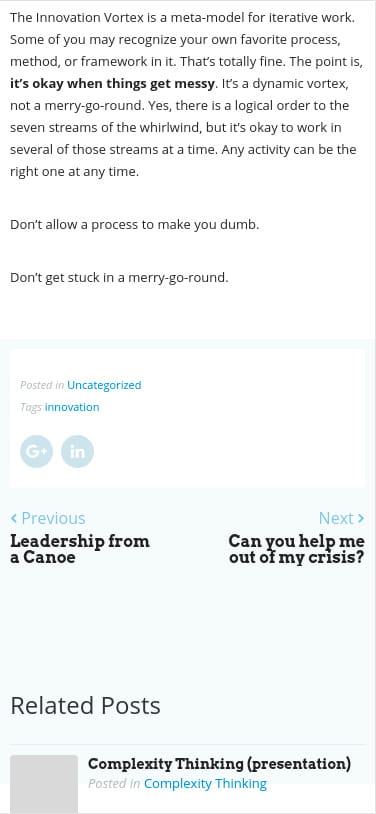 The Innovation Vortex is a meta-model for iterative work.
Some of you may recognize your own favorite process,
method, or framework in it. That's totally fine. The point is,
it's okay when things get messy. It's a dynamic vortex,
not a merry-go-round. Yes, there is a logical order to the
seven streams of the whirlwind, but it's okay to work in
several of those streams at a time. Any activity can be the
right one at any time.
Don't allow a process to make you dumb.
Don't get stuck in a merry-go-round.
Posted in Uncategorized
Tags innovation
G+ in
‹ Previous
Leadership from
a Canoe
Next ›
Can you help me
out of my crisis?
Related Posts
Complexity Thinking (presentation)
Posted in Complexity Thinking